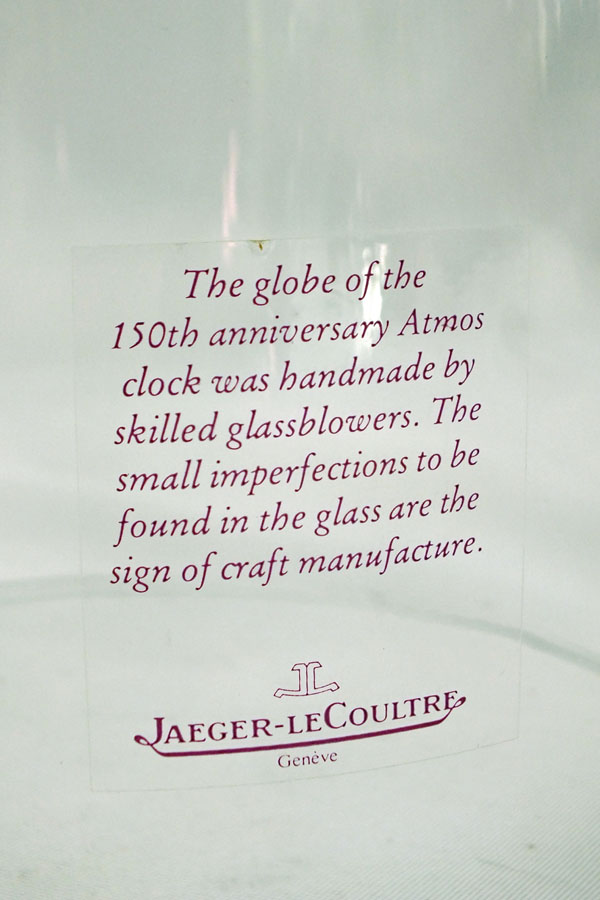 The globe of the
150th anniversary Atmos
clock was handmade by
skilled glassblowers. The
small imperfections to be
found in the glass are the
sign of craft manufacture.
JL
JAEGER-LECOULTRE
Genève